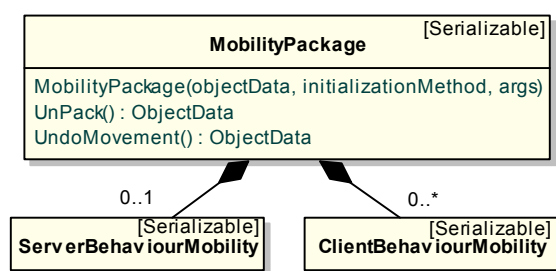 [Serializable]
MobilityPackage
MobilityPackage(objectData, initializationMethod, args)
UnPack() : ObjectData
UndoMovement() : ObjectData
0..1
0..*
[Serializable]
ServerBehaviourMobility
[Serializable]
ClientBehaviourMobility